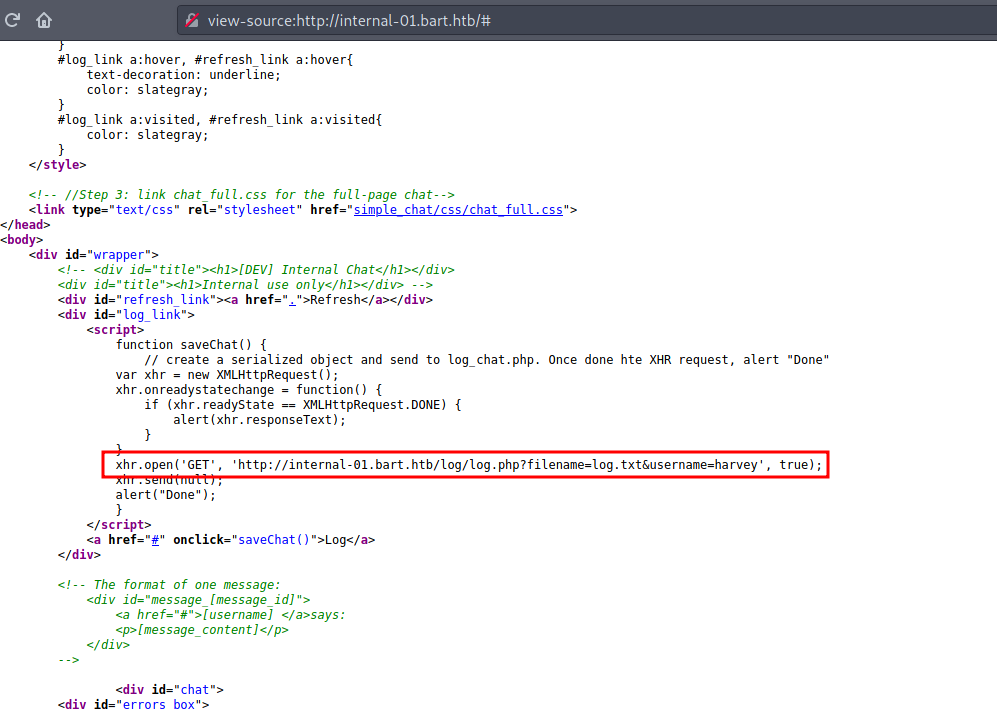 view-source:http://internal-01.bart.htb/#
}
#log_link a:hover, #refresh_link a:hover{
text-decoration: underline;
color: slategray;
}
#log_link a:visited, #refresh_link a:visited{
color: slategray;
}
</style>
<!-- //Step 3: link chat_full.css for the full-page chat-->
<link type="text/css" rel="stylesheet" href="simple_chat/css/chat_full.css">
</head>
<body>
<div id="wrapper">
<!-- <div id="title"><h1>[DEV] Internal Chat</h1></div>
<div id="title"><h1>Internal use only</h1></div> -->
<div id="refresh_link"><a href=".">Refresh</a></div>
<div id="log_link">
<script>
function saveChat() {
// create a serialized object and send to log_chat.php. Once done hte XHR request, alert "Done"
var xhr = new XMLHttpRequest();
xhr.onreadystatechange = function() {
if (xhr.readyState == XMLHttpRequest.DONE) {
alert(xhr.responseText);
}
}
xhr.open('GET', 'http://internal-01.bart.htb/log/log.php?filename=log.txt&username=harvey', true);
xhr.send(null);
alert("Done");
}
</script>
<a href="#" onclick="saveChat()">Log</a>
</div>
<!-- The format of one message:
<div id="message_[message_id]">
<a href="#">[username] </a>says:
<p>[message_content]</p>
</div>
-->
<div id="chat">
<div id="errors_box">